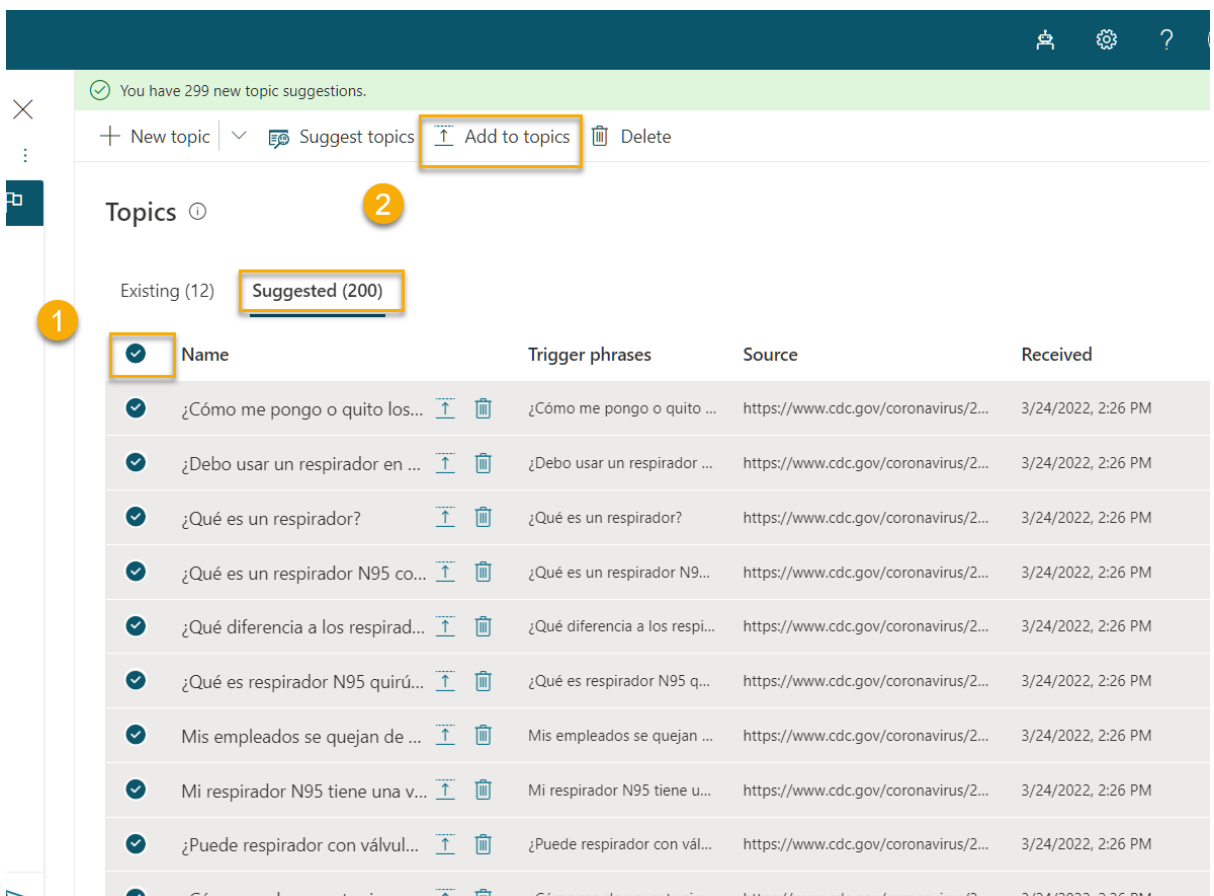 ?
You have 299 new topic suggestions.
New topic Suggest topics Add to topics Delete
2
Topics
Existing (12) Suggested (200)
1
Name Trigger phrases Source Received
¿Cómo me pongo o quito los... ¿Cómo me pongo o quito ... https://www.cdc.gov/coronavirus/2... 3/24/2022, 2:26 PM
¿Debo usar un respirador en ... ¿Debo usar un respirador ... https://www.cdc.gov/coronavirus/2... 3/24/2022, 2:26 PM
¿Qué es un respirador? ¿Qué es un respirador? https://www.cdc.gov/coronavirus/2... 3/24/2022, 2:26 PM
¿Qué es un respirador N95 co... ¿Qué es un respirador N9... https://www.cdc.gov/coronavirus/2... 3/24/2022, 2:26 PM
¿Qué diferencia a los respirad... ¿Qué diferencia a los respi... https://www.cdc.gov/coronavirus/2... 3/24/2022, 2:26 PM
¿Qué es respirador N95 quirú... ¿Qué es respirador N95 q... https://www.cdc.gov/coronavirus/2... 3/24/2022, 2:26 PM
Mis empleados se quejan de ... Mis empleados se quejan ... https://www.cdc.gov/coronavirus/2... 3/24/2022, 2:26 PM
Mi respirador N95 tiene una v... Mi respirador N95 tiene u... https://www.cdc.gov/coronavirus/2... 3/24/2022, 2:26 PM
¿Puede respirador con válvul... ¿Puede respirador con vál... https://www.cdc.gov/coronavirus/2... 3/24/2022, 2:26 PM